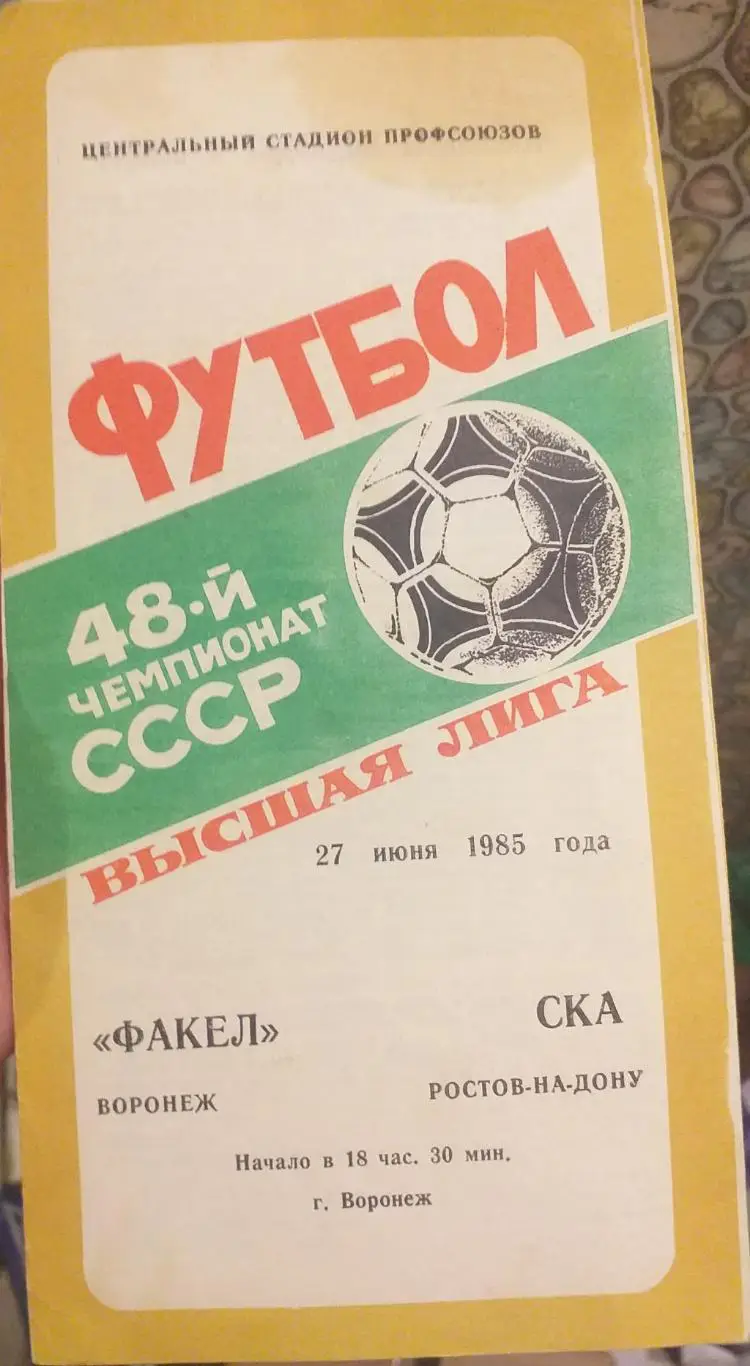 ЦЕНТРАЛЬНЫЙ СТАДИОН ПРОФСОЮЗОВ
ФУТБОЛ
48-Й
ЧЕМПИОНАТ
СССР
ВЫСШАЯ ЛИГА
27 июня 1985 года
«ФАКЕЛ» СКА
ВОРОНЕЖ РОСТОВ-НА-ДОНУ
Начало в 18 час. 30 мин.
г. Воронеж